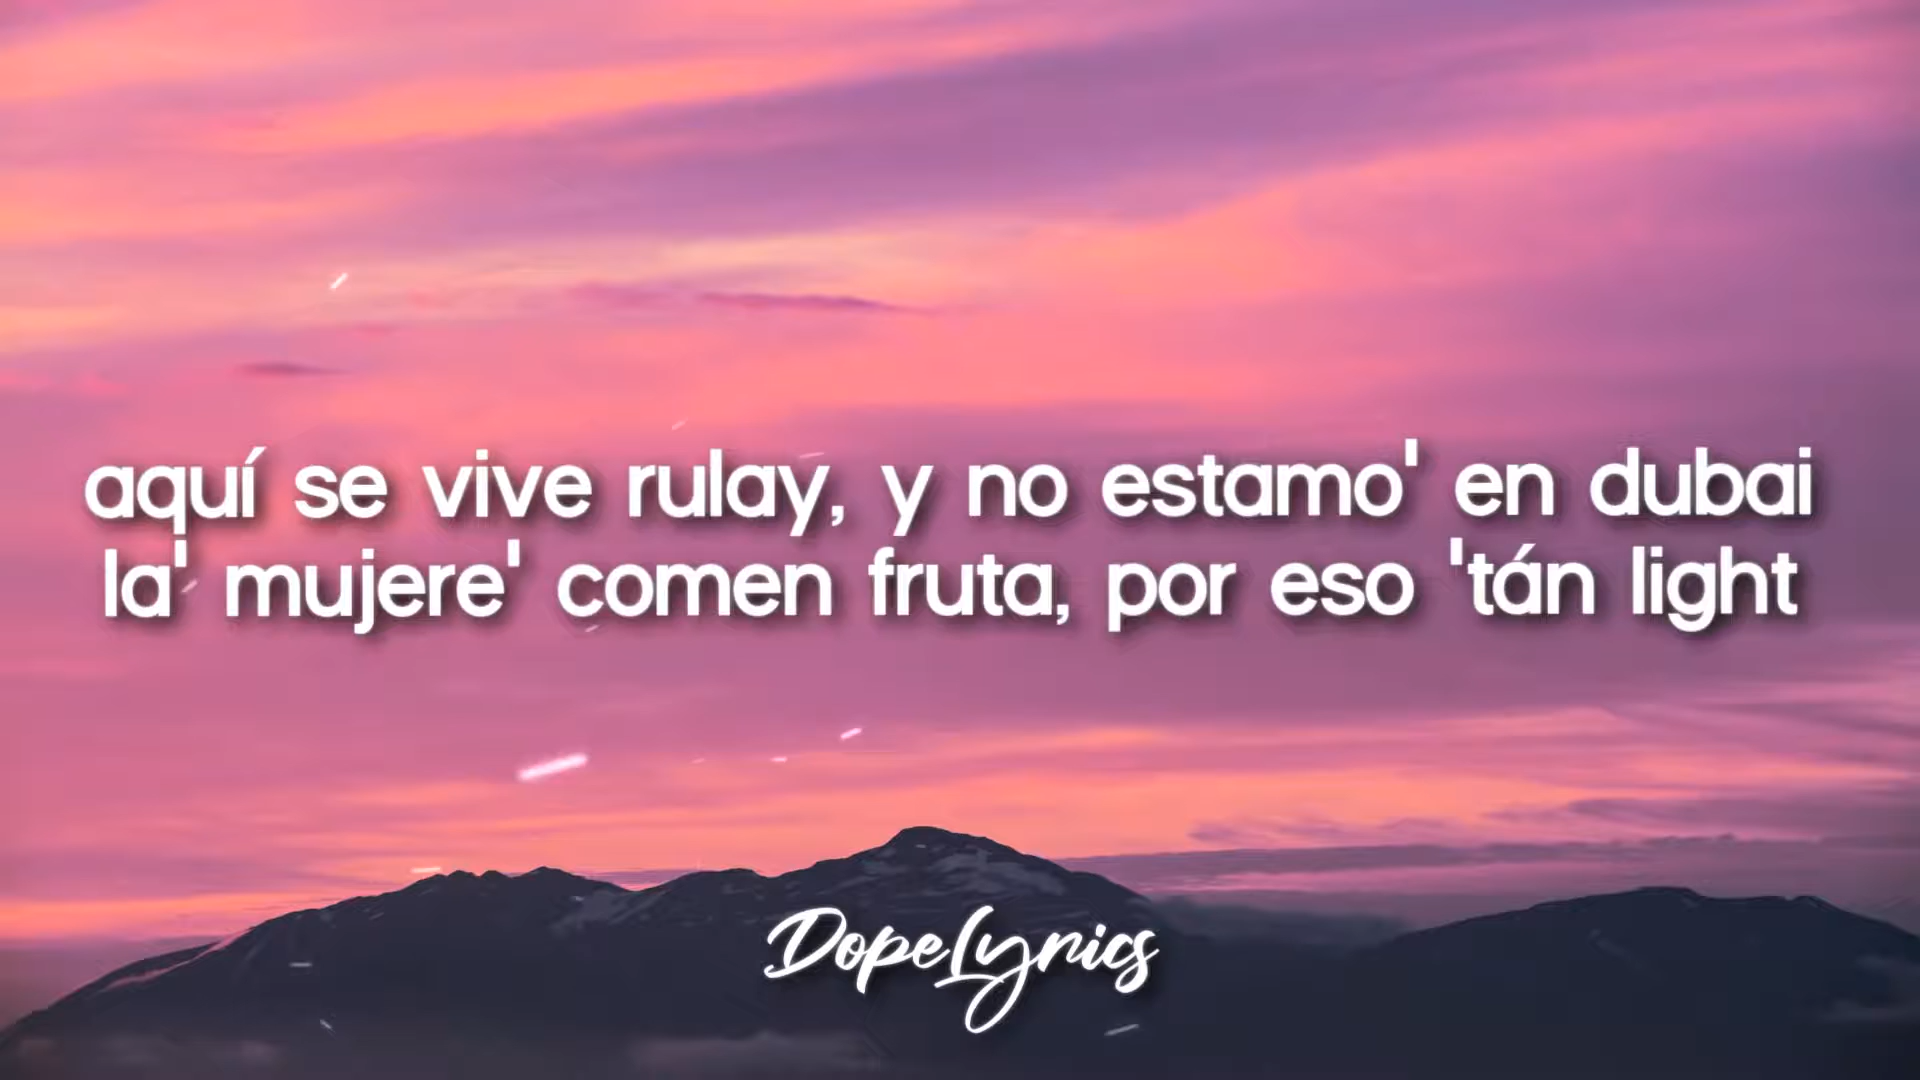 aquí se vive rulay, y no estamo' en dubai
la' mujere' comen fruta, por eso 'tán light
DopeLyrics